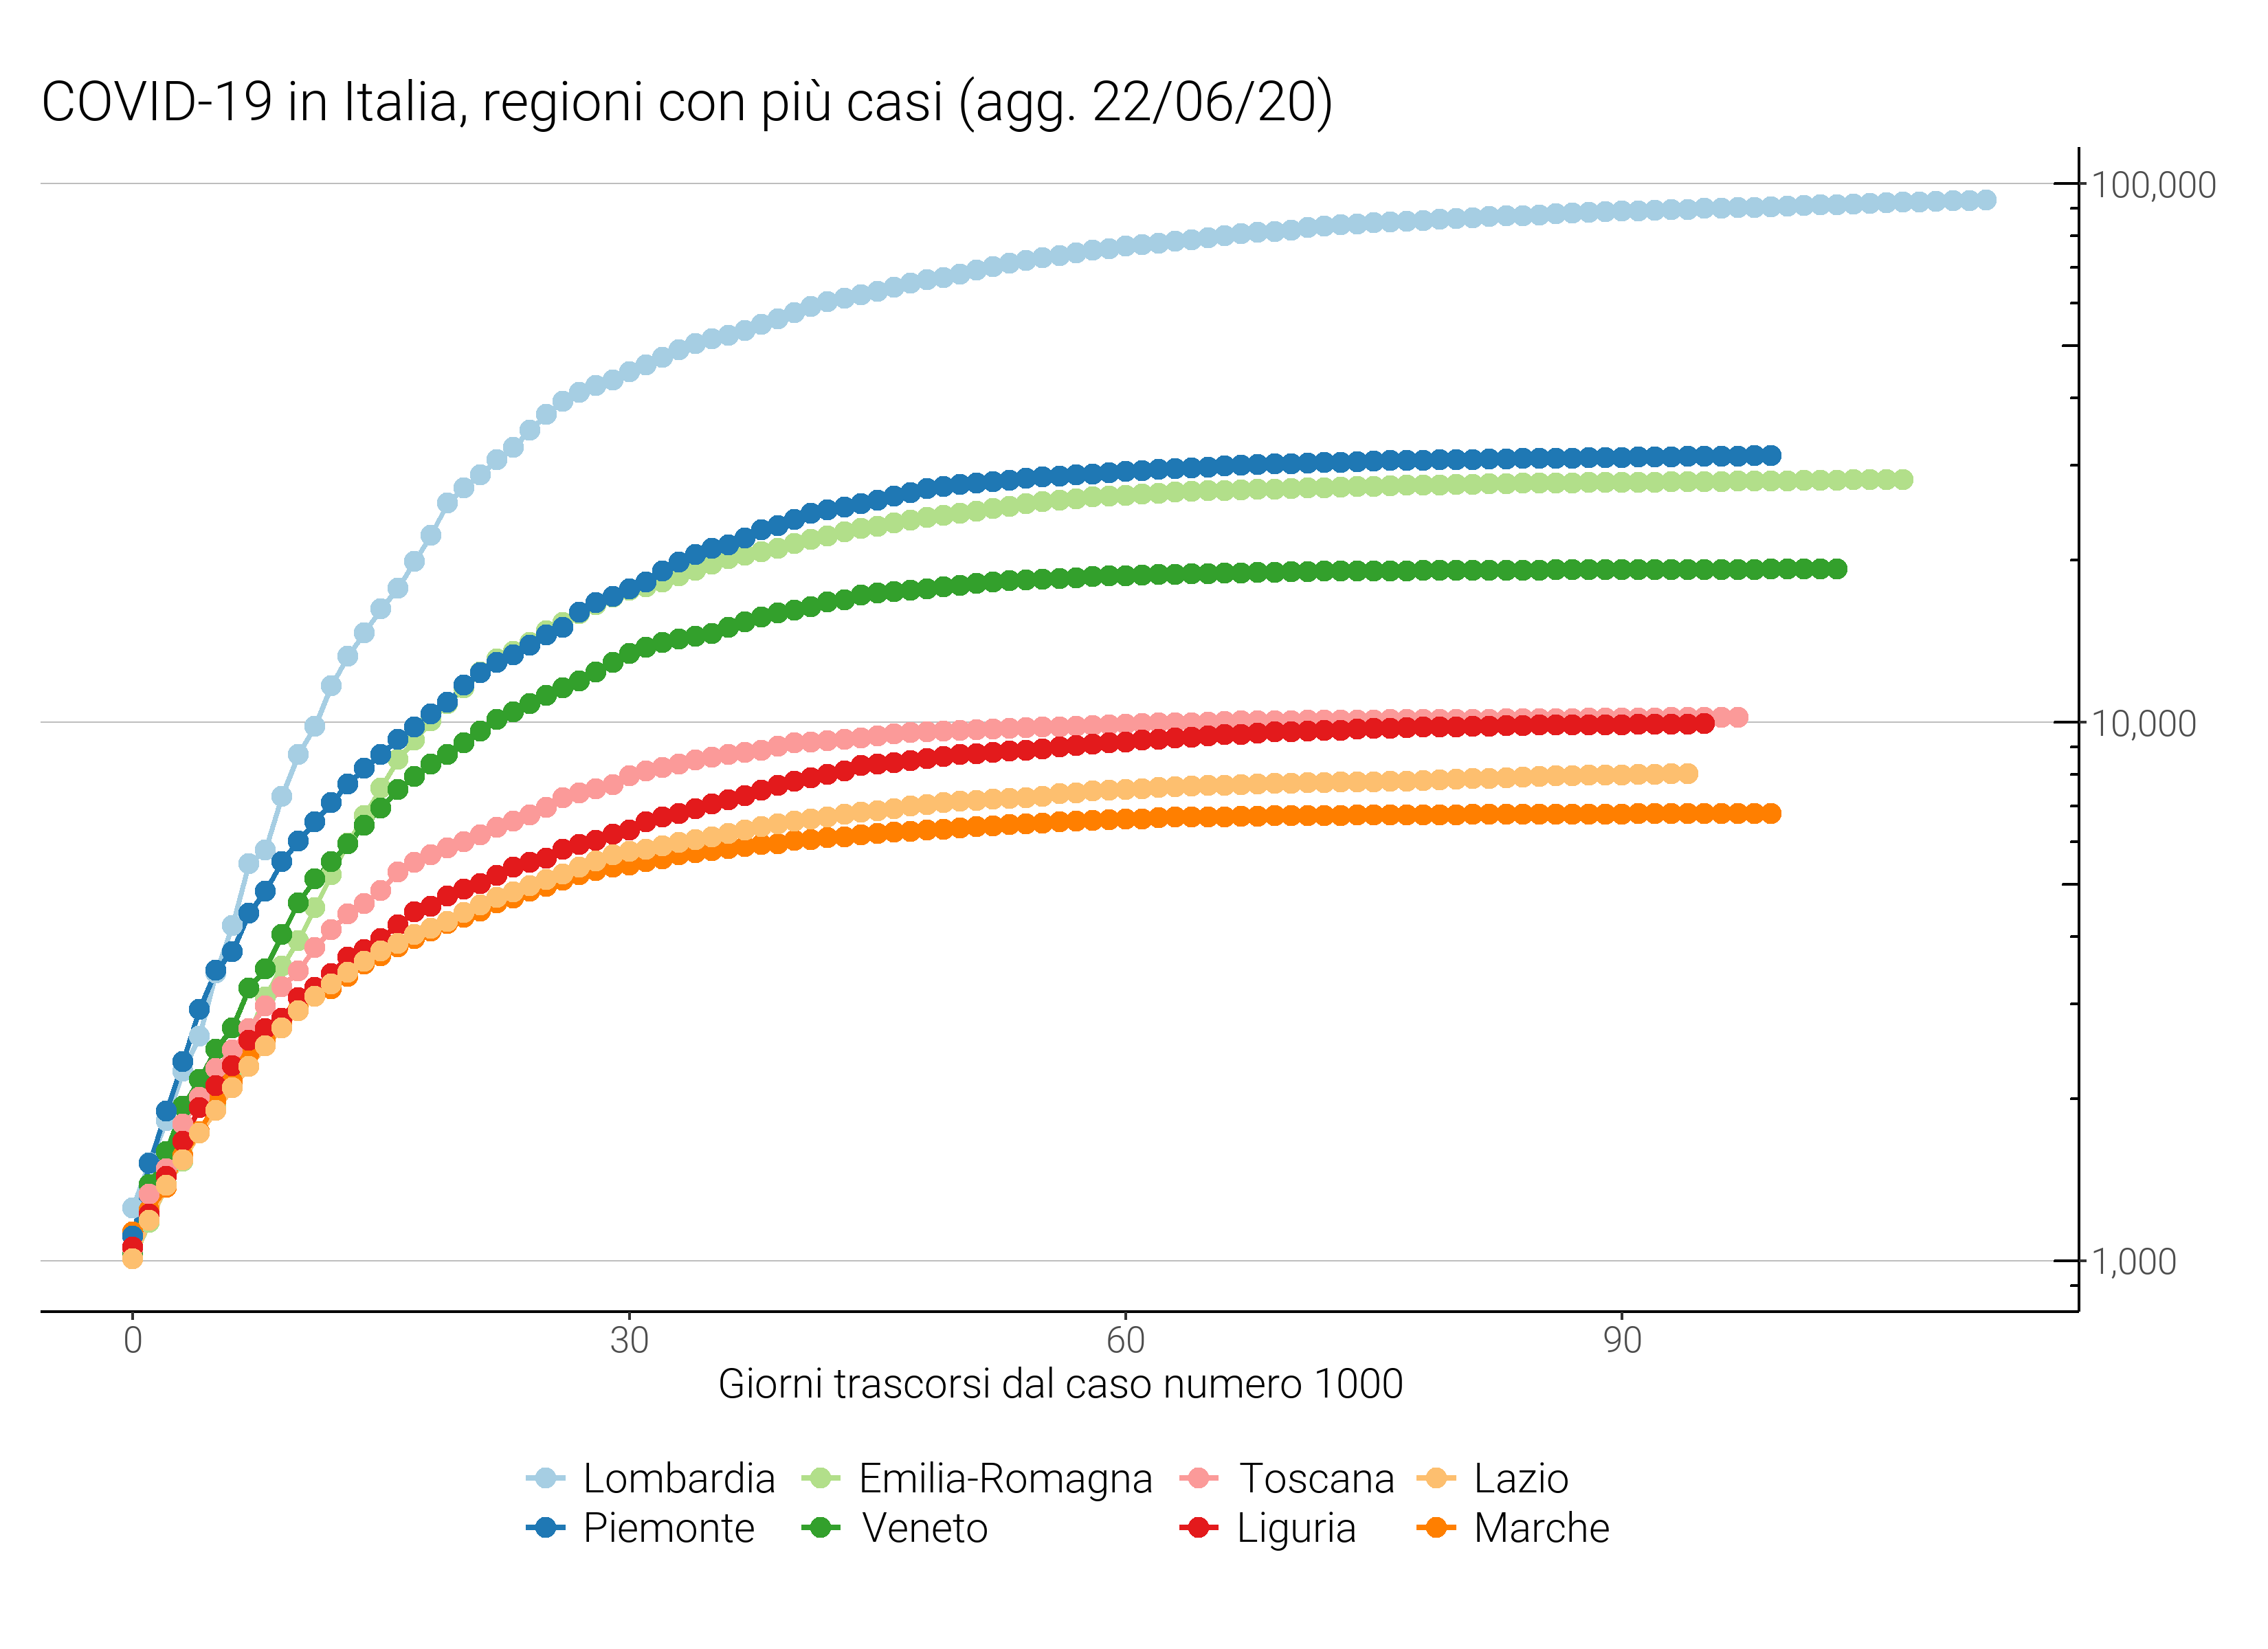 COVID-19 in Italia, regioni con più casi (agg. 22/06/20)
100,000
10,000
1,000
0 30 60 90
Giorni trascorsi dal caso numero 1000
Lombardia Emilia-Romagna Toscana Lazio
Piemonte Veneto Liguria Marche